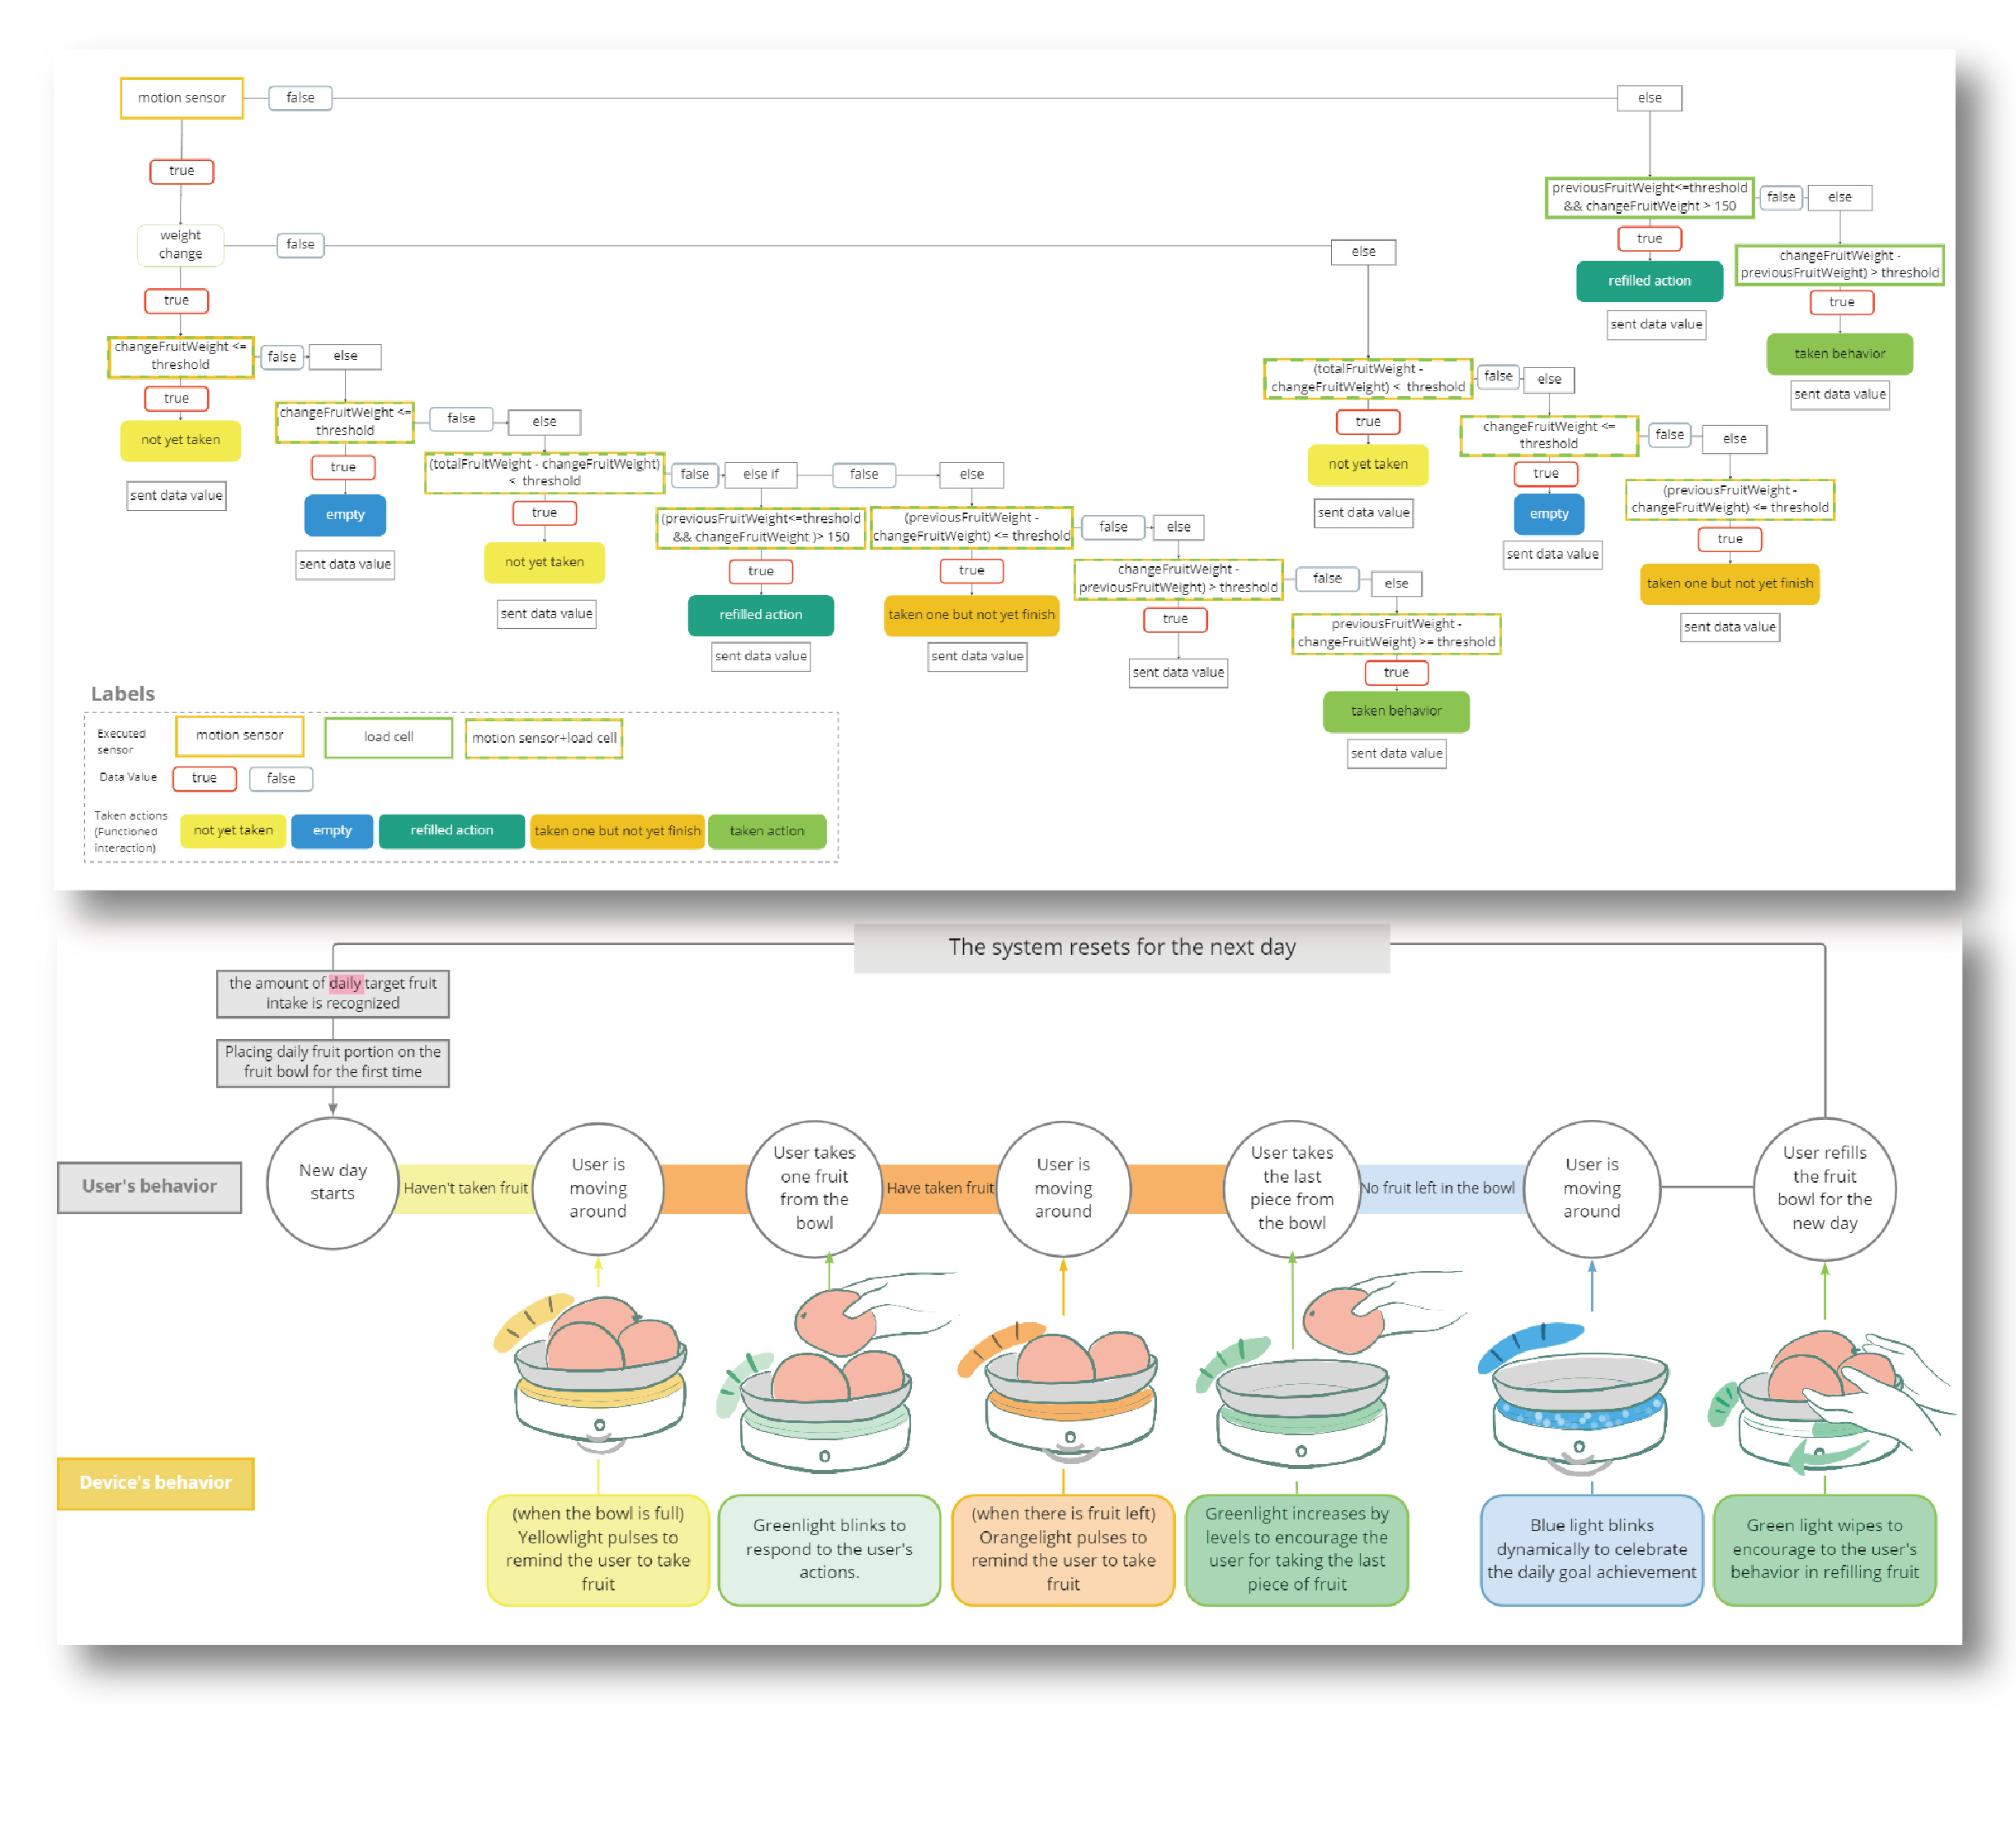 motion sensor
false
else
true
previousFruitWeight<=threshold
&& changeFruitWeight > 150
false
else
weight
change
false
else
true
refilled action
sent data value
changeFruitWeight -
previousFruitWeight) > threshold
true
taken behavior
sent data value
true
changeFruitWeight <=
threshold
false
else
true
not yet taken
sent data value
changeFruitWeight <=
threshold
false
else
true
empty
sent data value
(totalFruitWeight - changeFruitWeight)
< threshold
false
else if
false
else
true
not yet taken
sent data value
(previousFruitWeight<=threshold
&& changeFruitWeight )> 150
true
refilled action
sent data value
(previousFruitWeight -
changeFruitWeight) <= threshold
false
else
true
taken one but not yet finish
sent data value
changeFruitWeight -
previousFruitWeight) > threshold
false
else
true
sent data value
previousFruitWeight -
changeFruitWeight) >= threshold
true
taken behavior
sent data value
(totalFruitWeight -
changeFruitWeight) < threshold
false
else
true
not yet taken
sent data value
changeFruitWeight <=
threshold
false
else
true
empty
sent data value
(previousFruitWeight -
changeFruitWeight) <= threshold
true
taken one but not yet finish
sent data value
Labels
Executed
sensor
motion sensor
load cell
motion sensor+load cell
Data Value
true
false
Taken actions
(Functioned
interaction)
not yet taken
empty
refilled action
taken one but not yet finish
taken action
The system resets for the next day
the amount of daily target fruit
intake is recognized
Placing daily fruit portion on the
fruit bowl for the first time
User's behavior
New day
starts
Haven't taken fruit
User is
moving
around
User takes
one fruit
from the
bowl
Have taken fruit
User is
moving
around
User takes
the last
piece from
the bowl
No fruit left in the bowl
User is
moving
around
User refills
the fruit
bowl for the
new day
Device's behavior
(when the bowl is full)
Yellowlight pulses to
remind the user to take
fruit
Greenlight blinks to
respond to the user's
actions.
(when there is fruit left)
Orangelight pulses to
remind the user to take
fruit
Greenlight increases by
levels to encourage the
user for taking the last
piece of fruit
Blue light blinks
dynamically to celebrate
the daily goal achievement
Green light wipes to
encourage to the user's
behavior in refilling fruit